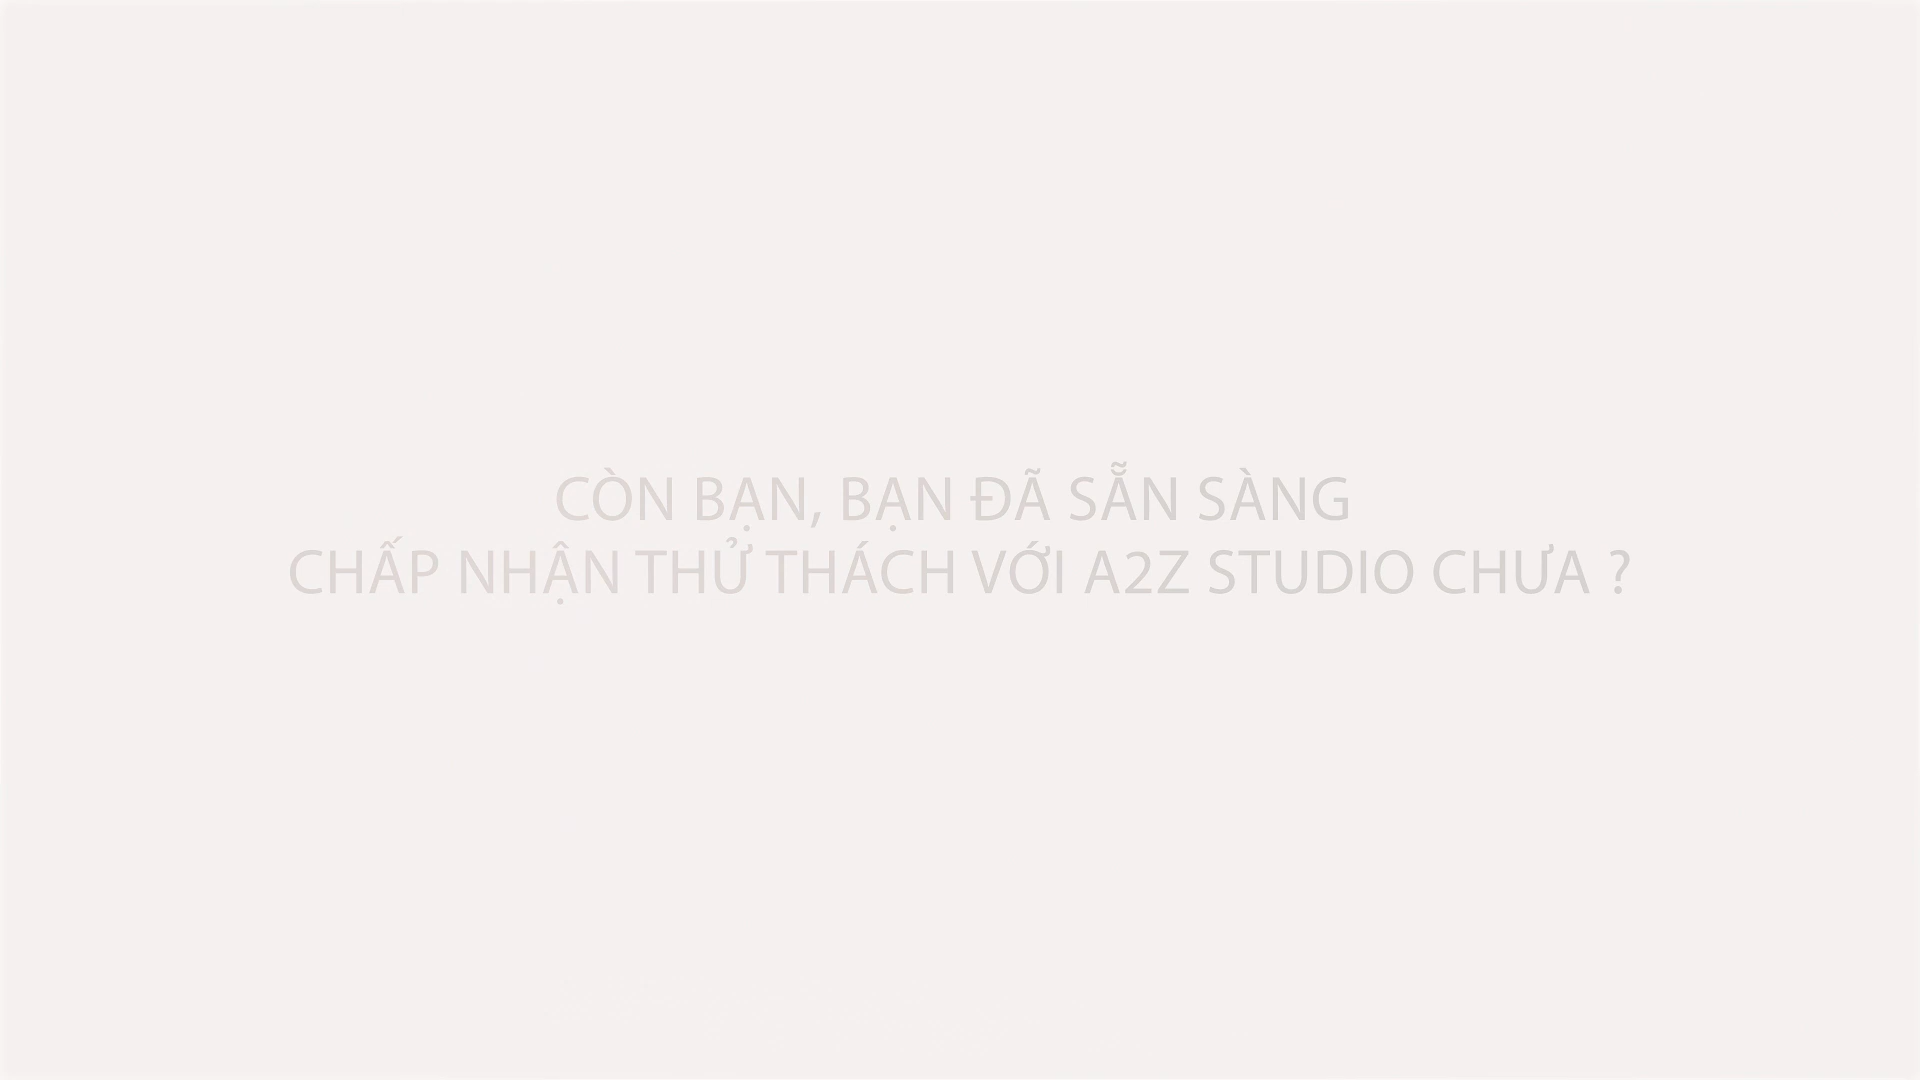 CÒN BẠN, BẠN ĐÃ SẴN SÀNG
CHẤP NHẬN THỬ THÁCH VỚI A2Z STUDIO CHƯA ?